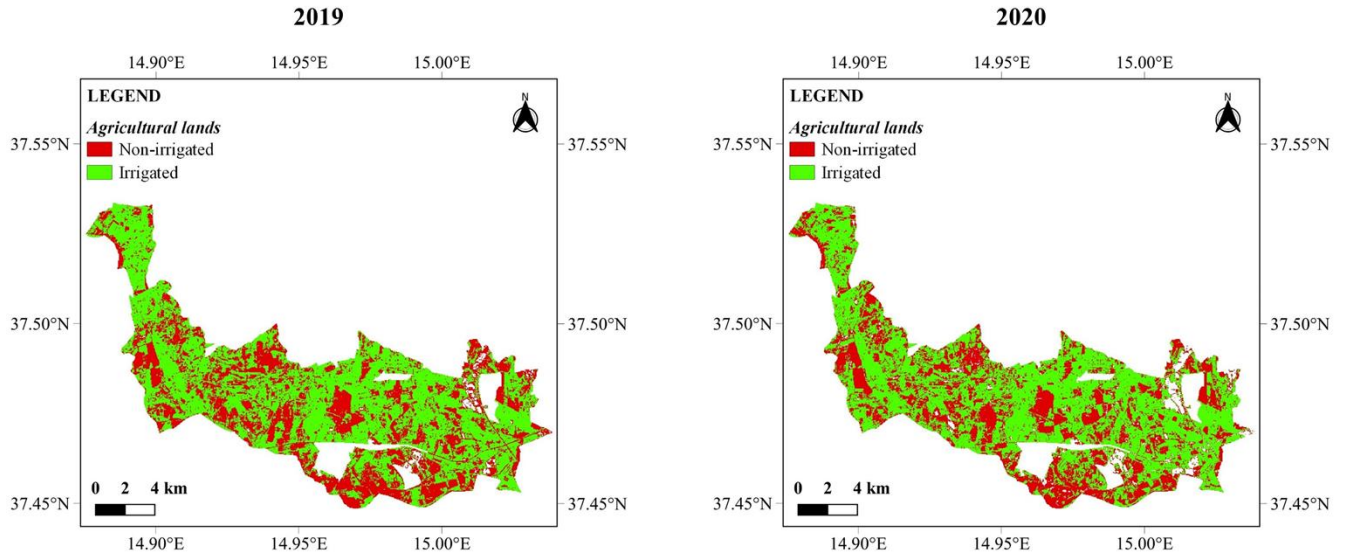 2019
14.90°E 14.95°E 15.00°E
LEGEND
N
Agricultural lands
37.55°N 37.55°N
Non-irrigated
Irrigated
37.50°N 37.50°N
0 2 4 km
37.45°N 37.45°N
14.90°E 14.95°E 15.00°E
2020
14.90°E 14.95°E 15.00°E
LEGEND
N
Agricultural lands
37.55°N 37.55°N
Non-irrigated
Irrigated
37.50°N 37.50°N
0 2 4 km
37.45°N 37.45°N
14.90°E 14.95°E 15.00°E